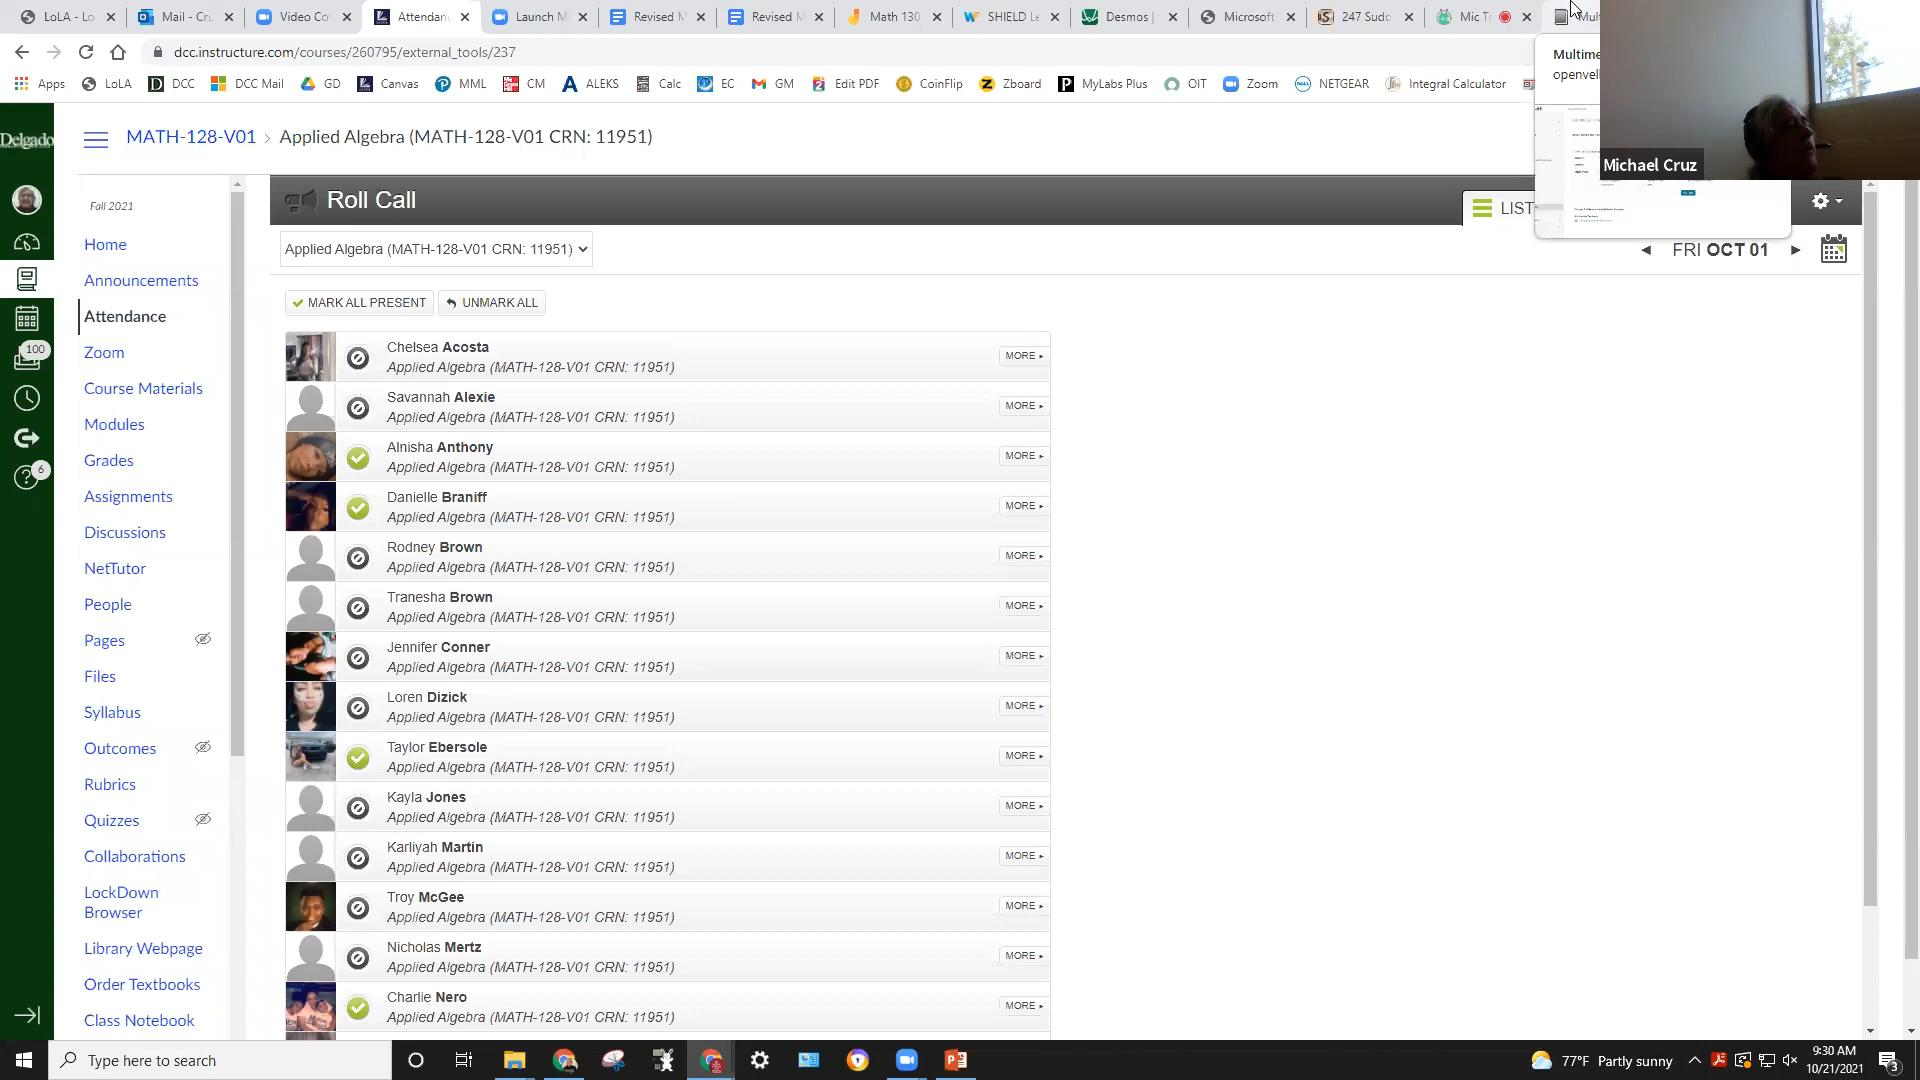 LoLA - Lo
Mail - Cru
Video Co
Attendan
Launch M
Revised M
Revised M
Math 130
SHIELD Le
Desmos |
Microsoft
247 Sudo
Mic T
Mul
dcc.instructure.com/courses/260795/external_tools/237
Multime
openvell
Apps LoLA DCC DCC Mail GD Canvas MML CM ALEKS Calc EC GM Edit PDF CoinFlip Zboard MyLabs Plus OIT Zoom NETGEAR Integral Calculator
Delgado
MATH-128-V01 > Applied Algebra (MATH-128-V01 CRN: 11951)
Michael Cruz
Fall 2021
Home
Announcements
Attendance
Zoom
Course Materials
Modules
Grades
Assignments
Discussions
NetTutor
People
Pages
Files
Syllabus
Outcomes
Rubrics
Quizzes
Collaborations
LockDown
Browser
Library Webpage
Order Textbooks
Class Notebook
100
6
Roll Call
LIST
Applied Algebra (MATH-128-V01 CRN: 11951)
FRI OCT 01
MARK ALL PRESENT UNMARK ALL
Chelsea Acosta
Applied Algebra (MATH-128-V01 CRN: 11951)
MORE
Savannah Alexie
Applied Algebra (MATH-128-V01 CRN: 11951)
MORE
Alnisha Anthony
Applied Algebra (MATH-128-V01 CRN: 11951)
MORE
Danielle Braniff
Applied Algebra (MATH-128-V01 CRN: 11951)
MORE
Rodney Brown
Applied Algebra (MATH-128-V01 CRN: 11951)
MORE
Tranesha Brown
Applied Algebra (MATH-128-V01 CRN: 11951)
MORE
Jennifer Conner
Applied Algebra (MATH-128-V01 CRN: 11951)
MORE
Loren Dizick
Applied Algebra (MATH-128-V01 CRN: 11951)
MORE
Taylor Ebersole
Applied Algebra (MATH-128-V01 CRN: 11951)
MORE
Kayla Jones
Applied Algebra (MATH-128-V01 CRN: 11951)
MORE
Karliyah Martin
Applied Algebra (MATH-128-V01 CRN: 11951)
MORE
Troy McGee
Applied Algebra (MATH-128-V01 CRN: 11951)
MORE
Nicholas Mertz
Applied Algebra (MATH-128-V01 CRN: 11951)
MORE
Charlie Nero
Applied Algebra (MATH-128-V01 CRN: 11951)
MORE
Type here to search
77°F Partly sunny
9:30 AM
10/21/2021
3